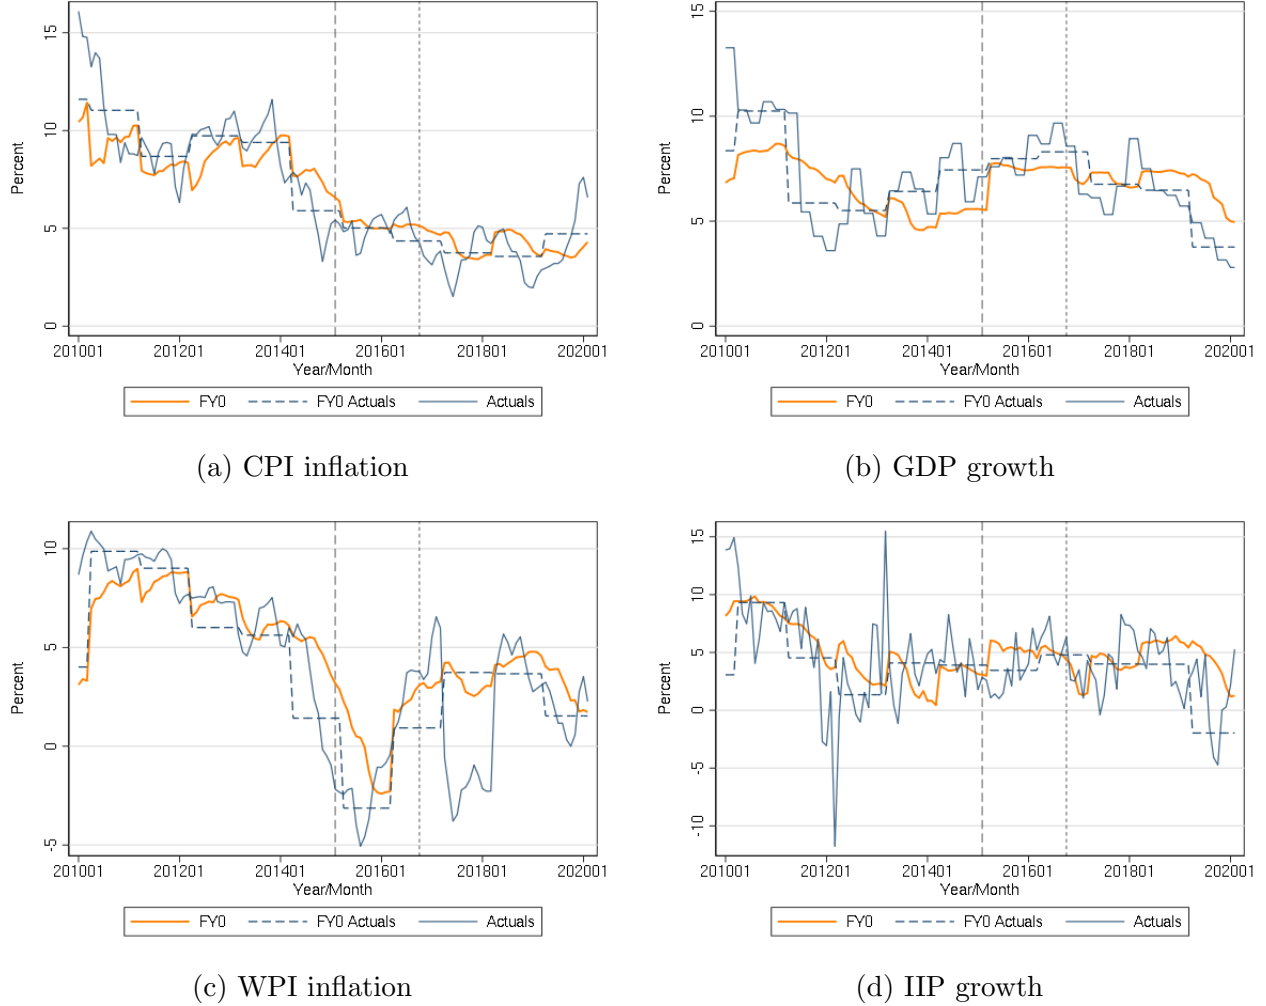 15
10
5
0
Percent
201001 201201 201401 201601 201801 202001
Year/Month
FY0 FY0 Actuals Actuals
(a) CPI inflation
15
10
5
0
Percent
201001 201201 201401 201601 201801 202001
Year/Month
FY0 FY0 Actuals Actuals
(b) GDP growth
10
5
0
-5
Percent
201001 201201 201401 201601 201801 202001
Year/Month
FY0 FY0 Actuals Actuals
(c) WPI inflation
15
10
5
0
-5
-10
Percent
201001 201201 201401 201601 201801 202001
Year/Month
FY0 FY0 Actuals Actuals
(d) IIP growth